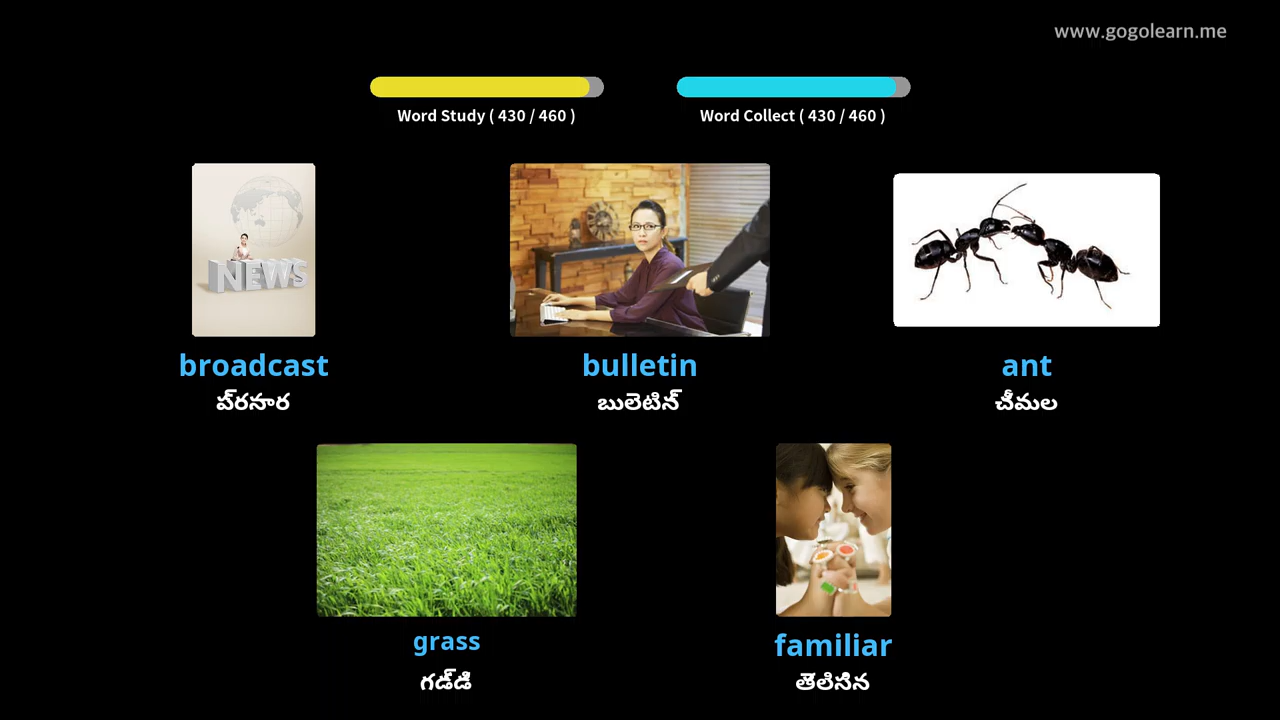 www.gogolearn.me
Word Study ( 430 / 460 )
Word Collect ( 430 / 460 )
NEWS
broadcast
ప్రసార
bulletin
బులెటిన్
ant
చీమల
grass
గడ్డి
familiar
తెలిసిన